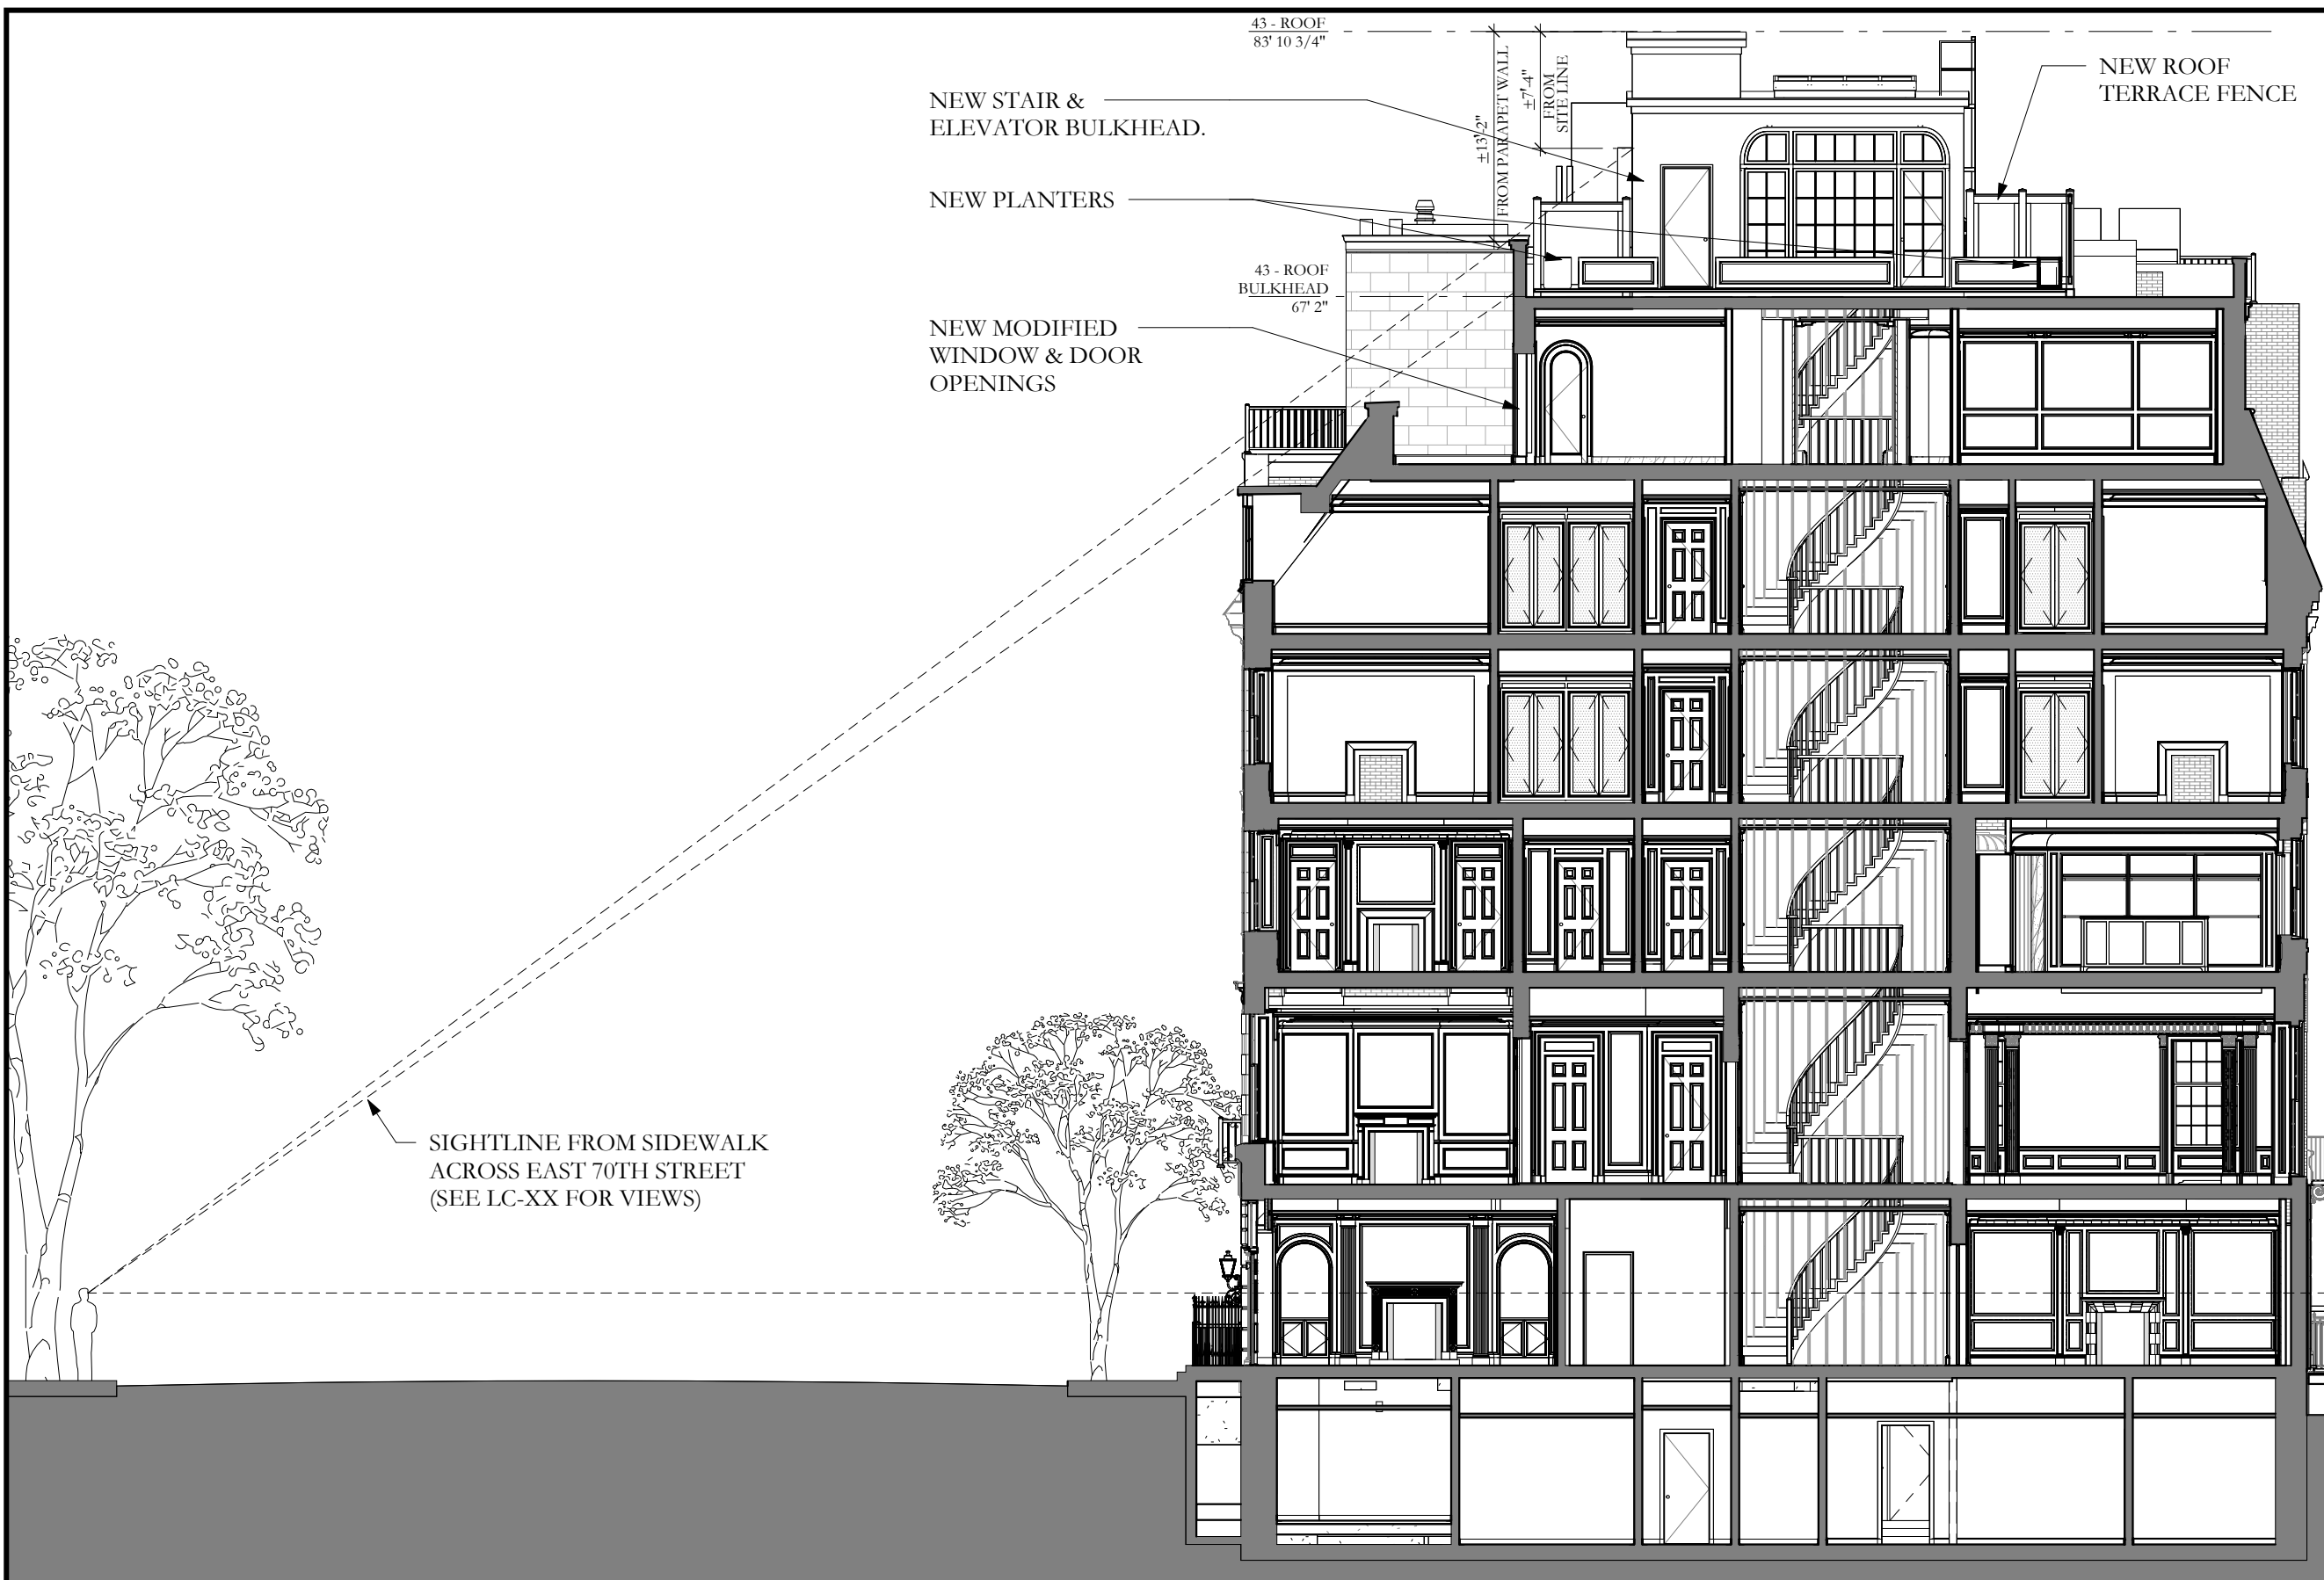 43 - ROOF
83' 10 3/4"
NEW STAIR &
ELEVATOR BULKHEAD.
±13'-2"
FROM PARAPET WALL
±7'-4"
FROM
SITE LINE
NEW ROOF
TERRACE FENCE
NEW PLANTERS
43 - ROOF
BULKHEAD
67' 2"
NEW MODIFIED
WINDOW & DOOR
OPENINGS
SIGHTLINE FROM SIDEWALK
ACROSS EAST 70TH STREET
(SEE LC-XX FOR VIEWS)